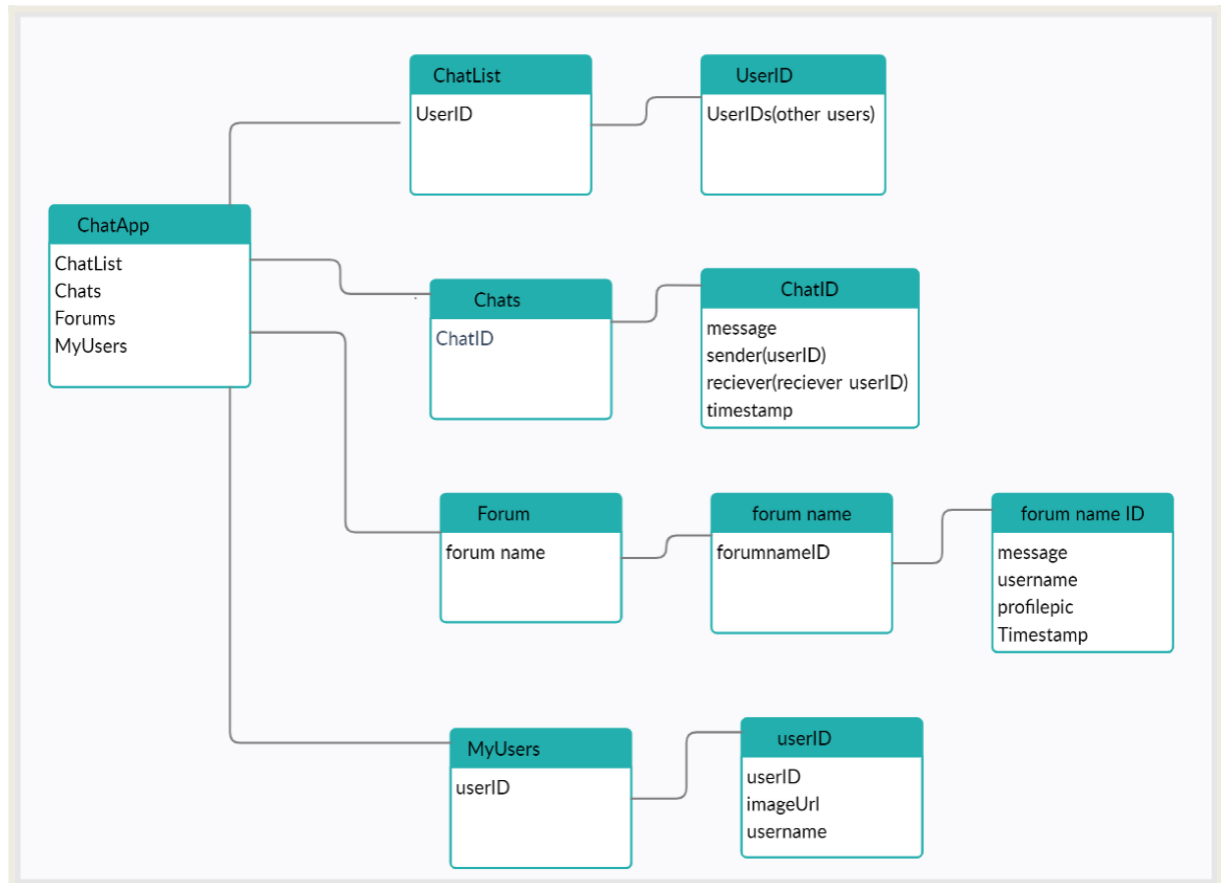 ChatList
UserID
UserID
UserIDs(other users)
ChatApp
ChatList
Chats
Forums
MyUsers
Chats
ChatID
ChatID
message
sender(userID)
reciever(reciever userID)
timestamp
Forum
forum name
forum name
forumnameID
forum name ID
message
username
profilepic
Timestamp
MyUsers
userID
userID
userID
imageUrl
username